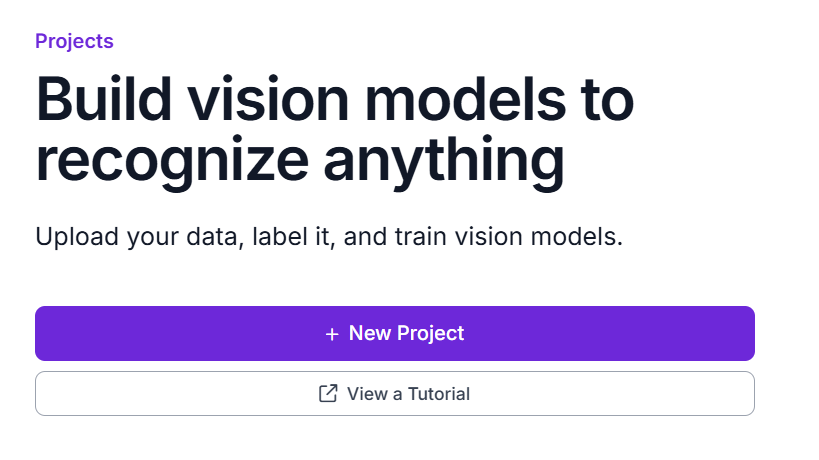 Projects
Build vision models to
recognize anything
Upload your data, label it, and train vision models.
+ New Project
View a Tutorial